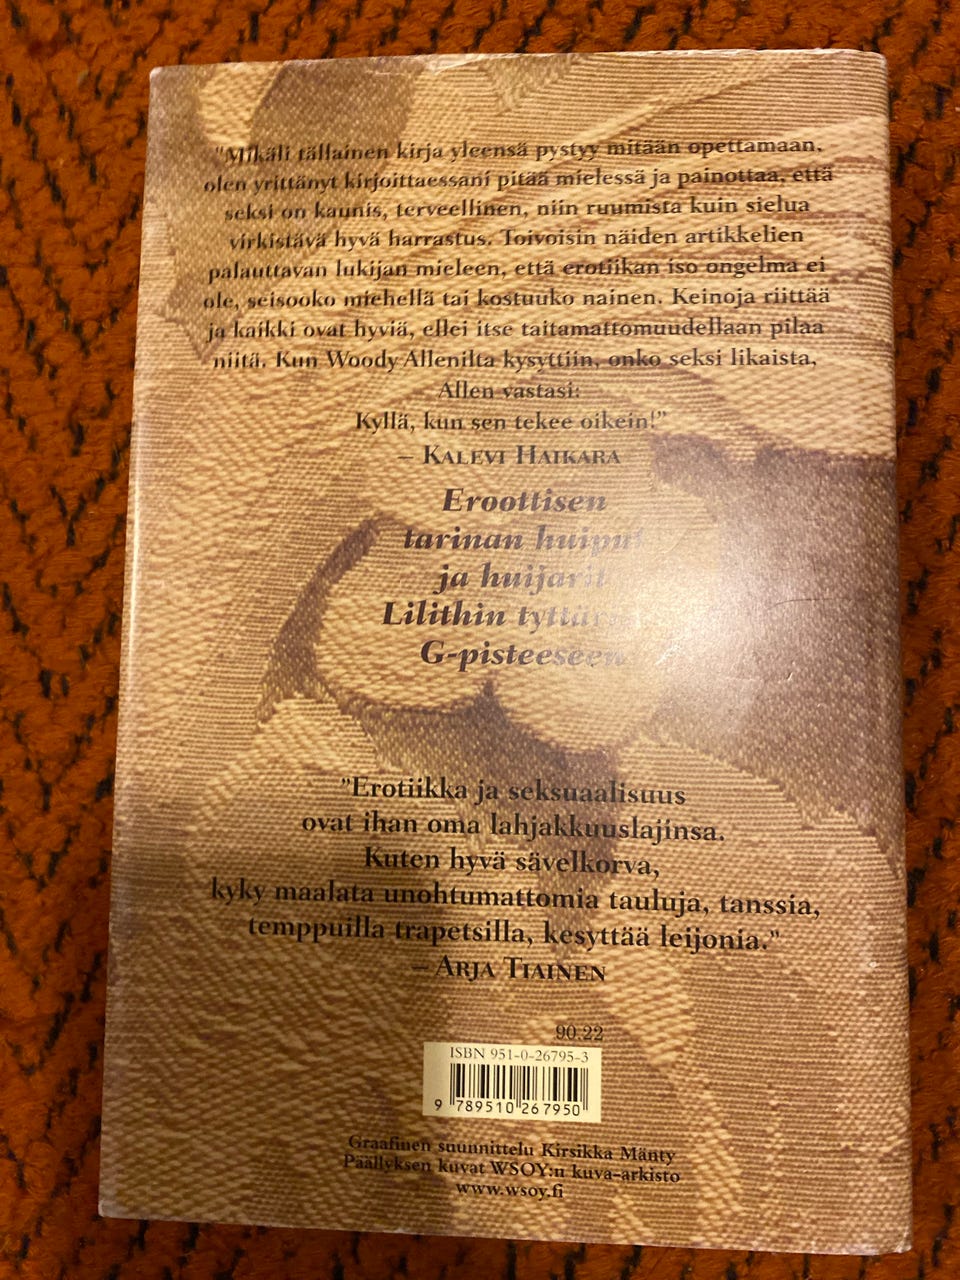 "Mikäli tällainen kirja yleensä pystyy mitään opettamaan,
olen yrittänyt kirjoittaessani pitää mielessä ja painottaa, että
seksi on kaunis, terveellinen, niin ruumista kuin sielua
virkistävä hyvä harrastus. Toivoisin näiden artikkelien
palauttavan lukijan mieleen, että erotiikan iso ongelma ei
ole, seisooko miehellä tai kostuuko nainen. Keinoja riittää
ja kaikki ovat hyviä, ellei itse taitamattomuudellaan pilaa
niitä. Kun Woody Allenilta kysyttiin, onko seksi likaista,
Allen vastasi:
Kyllä, kun sen tekee oikein!"
– KALEVI HAIKARA
Eroottisen
tarinan huiput
ja huijarit
Lilithin
G-pisteeseen
"Erotiikka ja seksuaalisuus
ovat ihan oma lahjakkuuslajinsa.
Kuten hyvä sävelkorva,
kyky maalata unohtumattomia tauluja, tanssia,
temppuilla trapetsilla, kesyttää leijonia."
– ARJA TIAINEN
90.22
ISBN 951-0-26795-3
9 789510 267950
Graafinen suunnittelu Kirsikka Mänty
Päällyksen kuvat WSOY:n kuva-arkisto
www.wsoy.fi